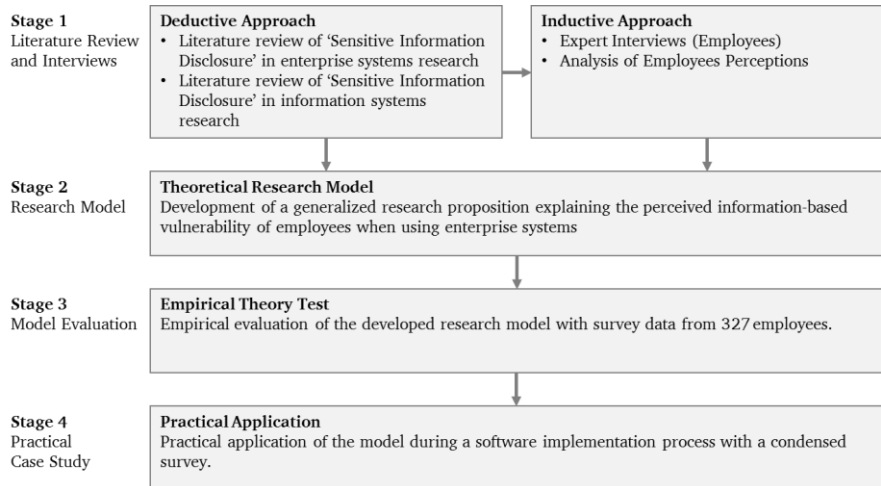 Stage 1
Literature Review
and Interviews
Deductive Approach
• Literature review of ‘Sensitive Information
Disclosure’ in enterprise systems research
• Literature review of ‘Sensitive Information
Disclosure’ in information systems
research
Inductive Approach
• Expert Interviews (Employees)
• Analysis of Employees Perceptions
Stage 2
Research Model
Theoretical Research Model
Development of a generalized research proposition explaining the perceived information-based
vulnerability of employees when using enterprise systems
Stage 3
Model Evaluation
Empirical Theory Test
Empirical evaluation of the developed research model with survey data from 327 employees.
Stage 4
Practical
Case Study
Practical Application
Practical application of the model during a software implementation process with a condensed
survey.